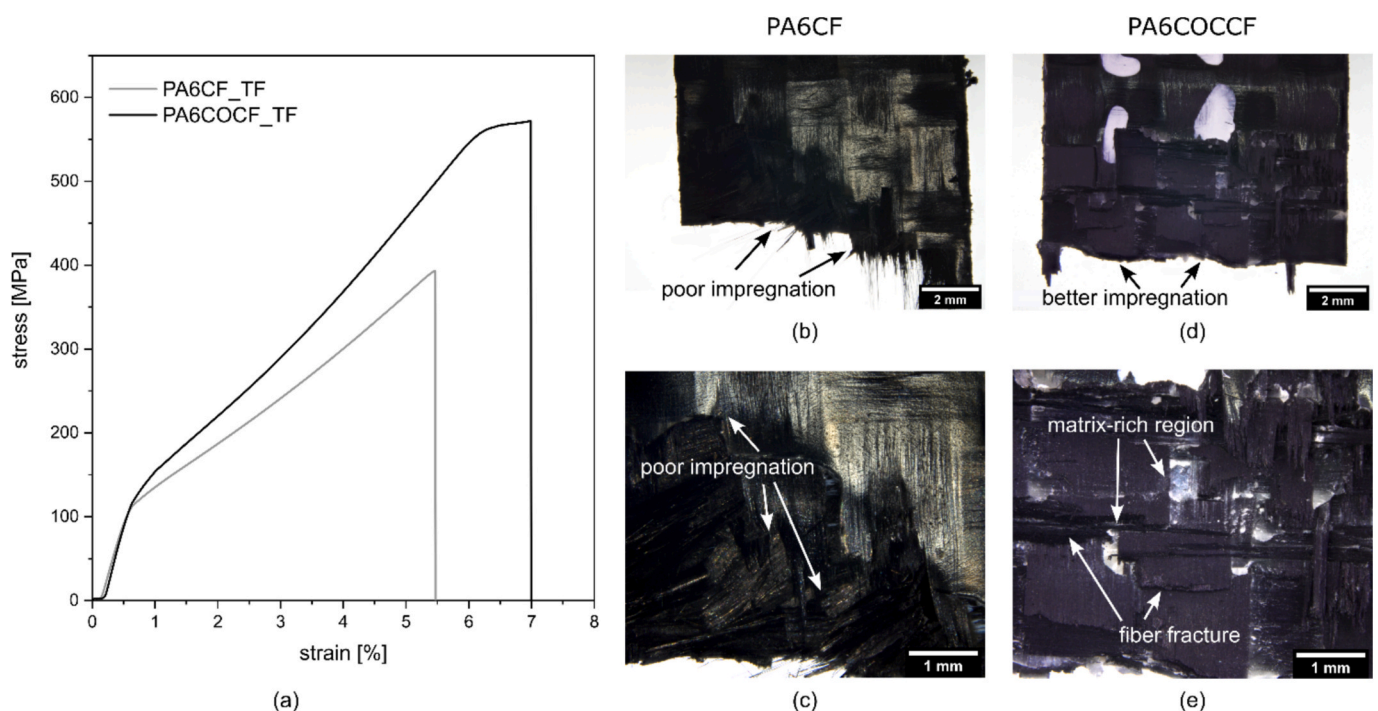 PA6CF
PA6COCCF
600
500
400
300
200
100
0
stress [MPa]
0 1 2 3 4 5 6 7 8
strain [%]
PA6CF_TF
PA6COCF_TF
(a)
poor impregnation
2 mm
(b)
better impregnation
2 mm
(d)
poor impregnation
1 mm
(c)
matrix-rich region
fiber fracture
1 mm
(e)